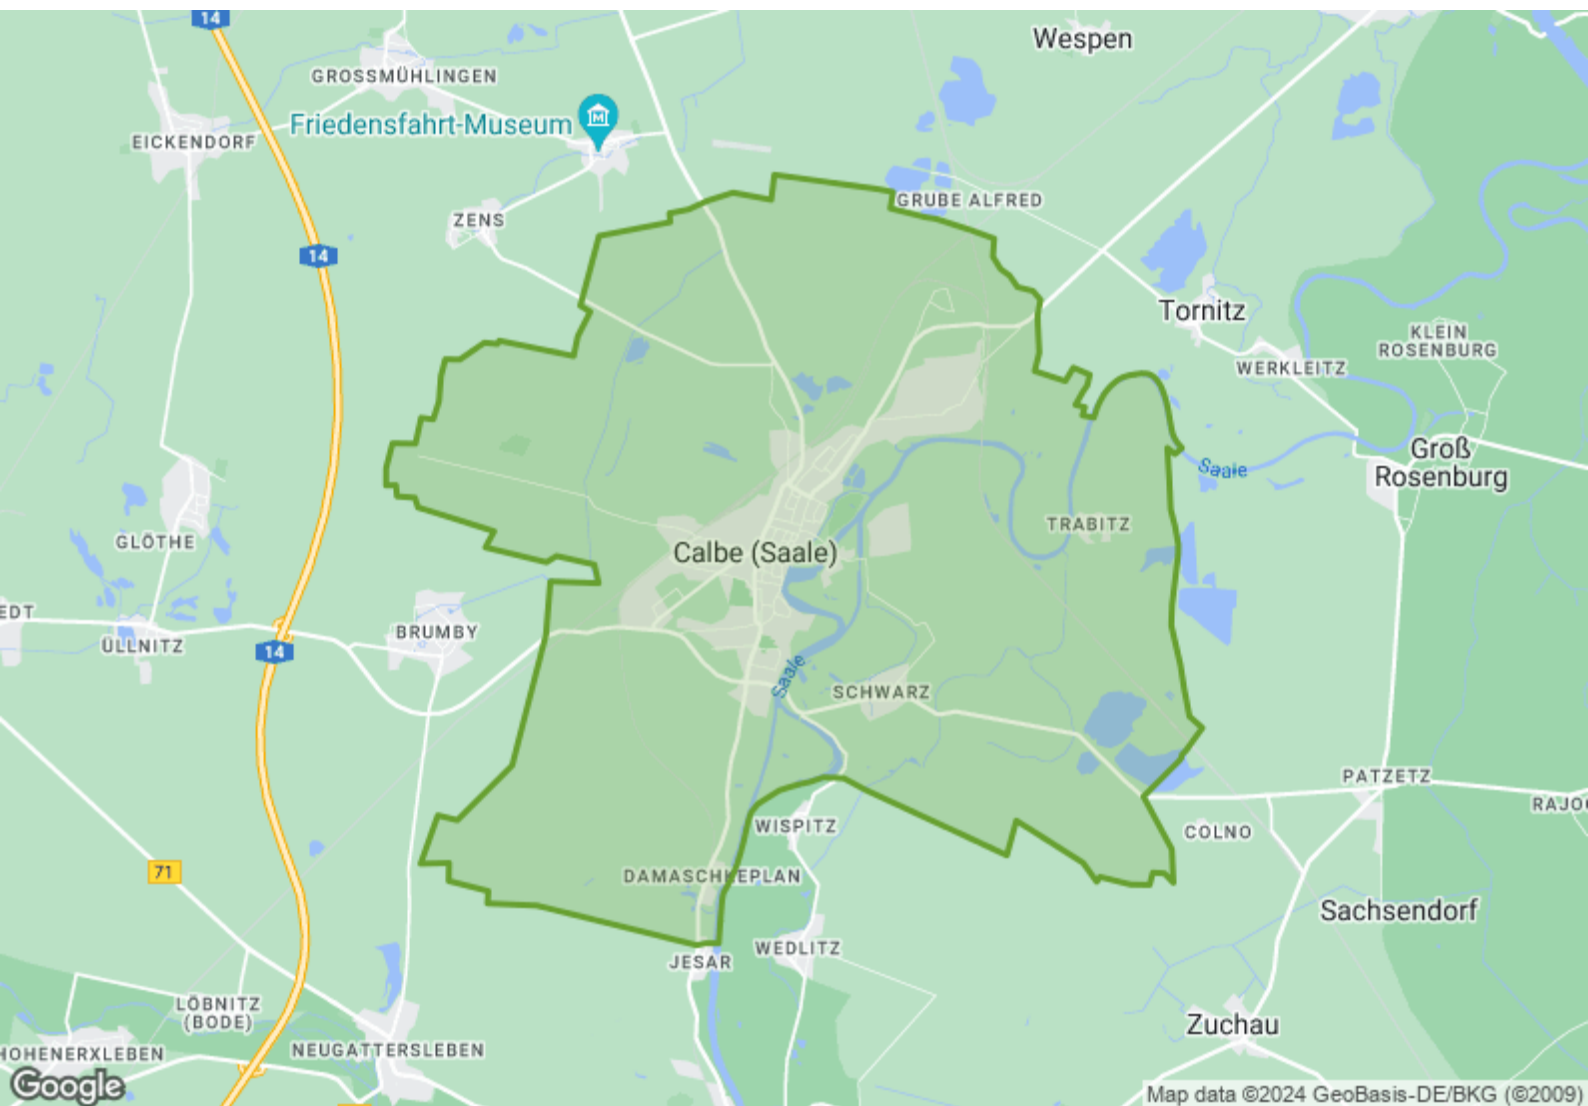 14
Wespen
GROSSMÜHLINGEN
Friedensfahrt-Museum
M
EICKENDORF
GRUBE ALFRED
ZENS
14
Tornitz
KLEIN
ROSENBURG
WERKLEITZ
Groß
Rosenburg
Saale
TRABITZ
GLÖTHE
Calbe (Saale)
EDT
BRUMBY
ÜLLNITZ
14
Saale
SCHWARZ
PATZETZ
RAJO
WISPITZ
COLNO
71
DAMASCHKEPLAN
Sachsendorf
WEDLITZ
JESAR
LÖBNITZ
(BODE)
Zuchau
HOHENERXLEBEN
NEUGATTERSLEBEN
Google
Map data ©2024 GeoBasis-DE/BKG (©2009)